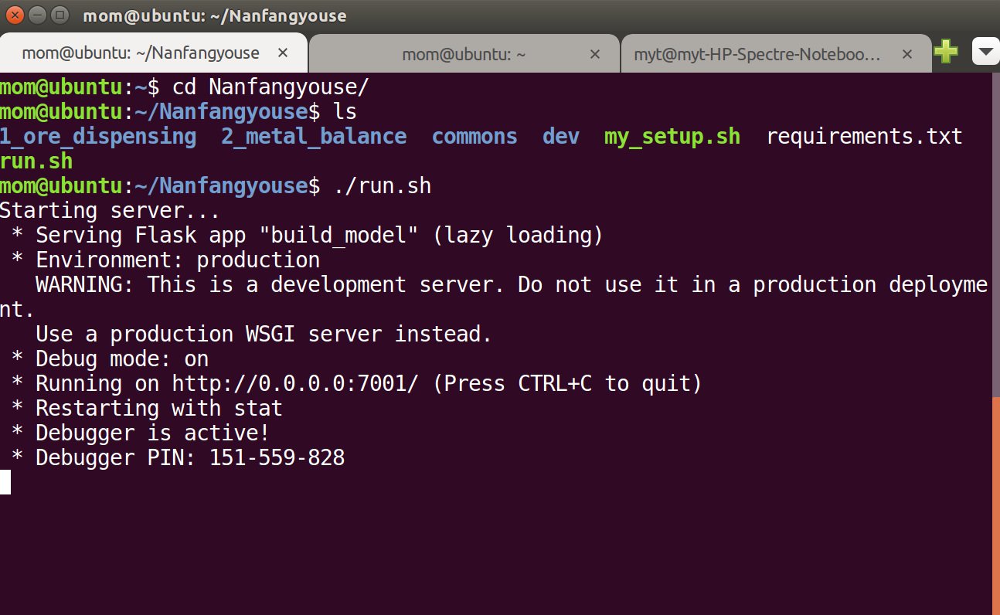 mom@ubuntu: ~/Nanfangyouse
mom@ubuntu: ~/Nanfangyouse × mom@ubuntu: ~ × myt@myt-HP-Spectre-Noteboo... ×
mom@ubuntu:~$ cd Nanfangyouse/
mom@ubuntu:~/Nanfangyouse$ ls
1_ore_dispensing  2_metal_balance  commons  dev  my_setup.sh  requirements.txt
run.sh
mom@ubuntu:~/Nanfangyouse$ ./run.sh
Starting server...
 * Serving Flask app "build_model" (lazy loading)
 * Environment: production
   WARNING: This is a development server. Do not use it in a production deployme
nt.
   Use a production WSGI server instead.
 * Debug mode: on
 * Running on http://0.0.0.0:7001/ (Press CTRL+C to quit)
 * Restarting with stat
 * Debugger is active!
 * Debugger PIN: 151-559-828